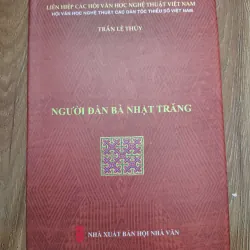 LIÊN HIỆP CÁC HỘI VĂN HỌC NGHỆ THUẬT VIỆT NAM
HỘI VĂN HỌC NGHỆ THUẬT CÁC DÂN TỘC THIỂU SỐ VIỆT NAM
TRẦN LỆ THỦY
NGƯỜI ĐÀN BÀ NHẶT TRĂNG
NHÀ XUẤT BẢN HỘI NHÀ VĂN